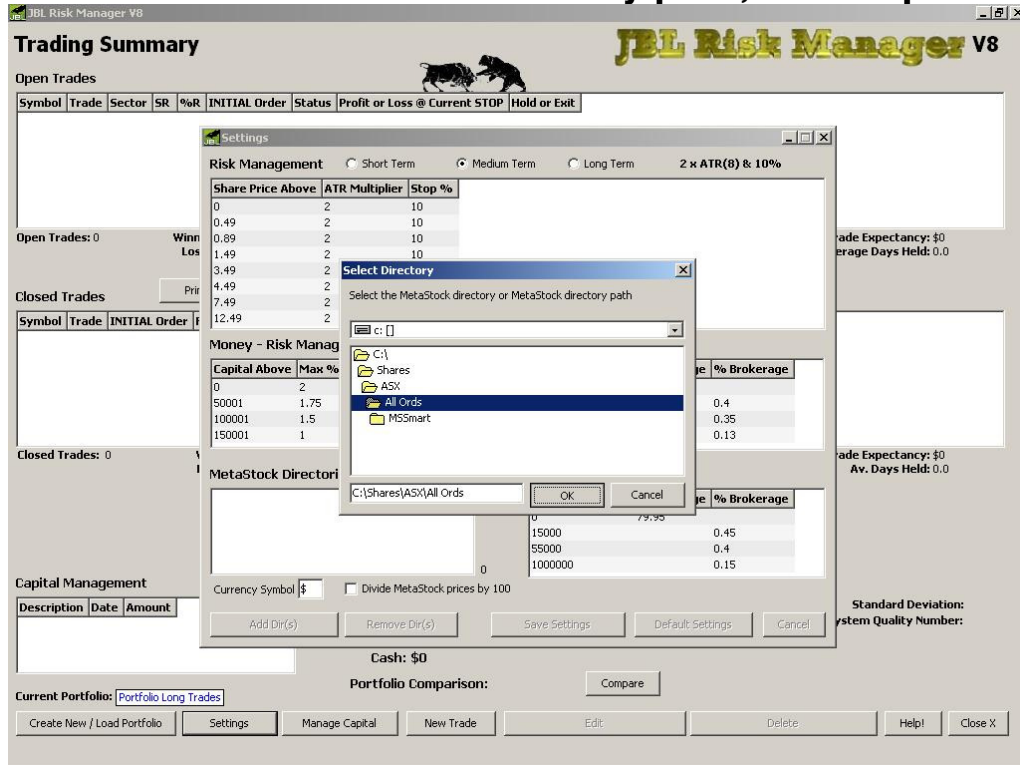 JBL Risk Manager V8
Trading Summary
JBL Risk Manager V8
Open Trades
Symbol Trade Sector SR %R INITIAL Order Status Profit or Loss @ Current STOP Hold or Exit
Settings
Risk Management Short Term Medium Term Long Term 2 x ATR(8) & 10%
Share Price Above ATR Multiplier Stop %
0 2 10
0.49 2 10
0.89 2 10
1.49 2 10
3.49 2
4.49 2
7.49 2
12.49 2
Open Trades: 0
Select Directory
Select the MetaStock directory or MetaStock directory path
c: []
C:\
Shares
ASX
All Ords
MSSmart
C:\Shares\ASX\All Ords
OK Cancel
Closed Trades
Symbol Trade INITIAL Order
Money - Risk
Capital Above Max %
0 2
50001 1.75
100001 1.5
150001 1
% Brokerage
0.4
0.35
0.13
Expectancy: $0
Days Held: 0.0
Closed Trades: 0
Expectancy: $0
Av. Days Held: 0.0
MetaStock
% Brokerage
0 79.95
15000 0.45
55000 0.4
1000000 0.15
0
Currency Symbol $ Divide MetaStock prices by 100
Add Dir(s) Remove Dir(s) Save Settings Default Settings Cancel
Capital Management
Description Date Amount
Standard Deviation:
Quality Number:
Cash: $0
Portfolio Comparison: Compare
Current Portfolio: Portfolio Long Trades
Create New / Load Portfolio Settings Manage Capital New Trade Edit Delete Help! Close X